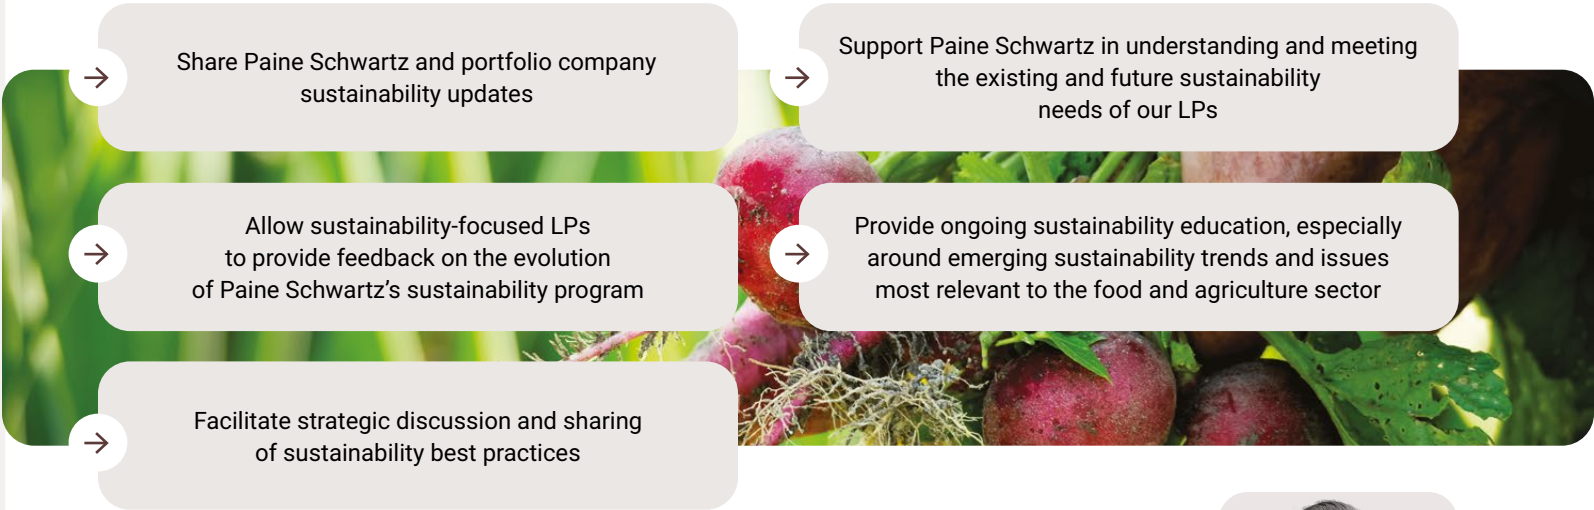 Share Paine Schwartz and portfolio company
sustainability updates
Support Paine Schwartz in understanding and meeting
the existing and future sustainability
needs of our LPs
Allow sustainability-focused LPs
to provide feedback on the evolution
of Paine Schwartz’s sustainability program
Provide ongoing sustainability education, especially
around emerging sustainability trends and issues
most relevant to the food and agriculture sector
Facilitate strategic discussion and sharing
of sustainability best practices